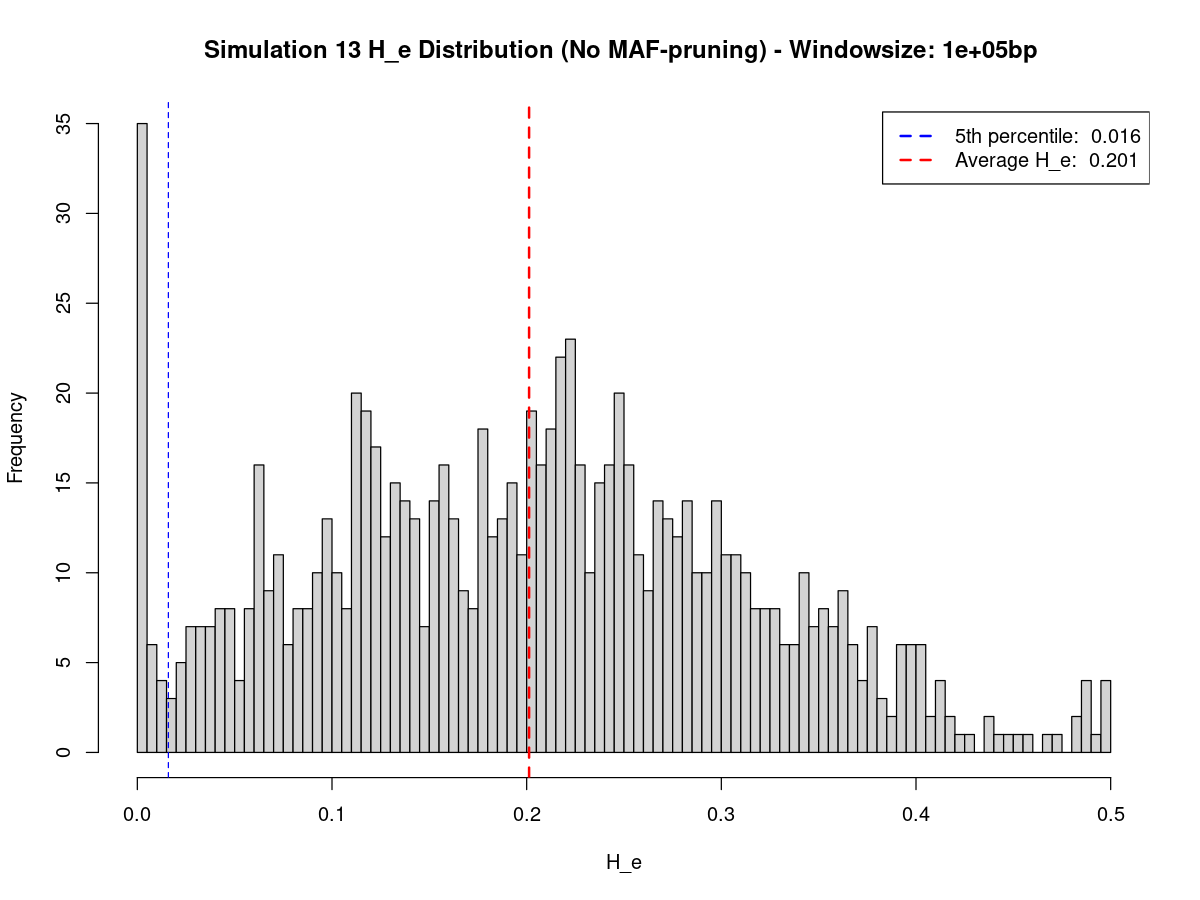 Simulation 13 H_e Distribution (No MAF-pruning) - Windowsize: 1e+05bp
5th percentile:  0.016
Average H_e:  0.201
Frequency
35
30
25
20
15
10
5
0
0.0 0.1 0.2 0.3 0.4 0.5
H_e